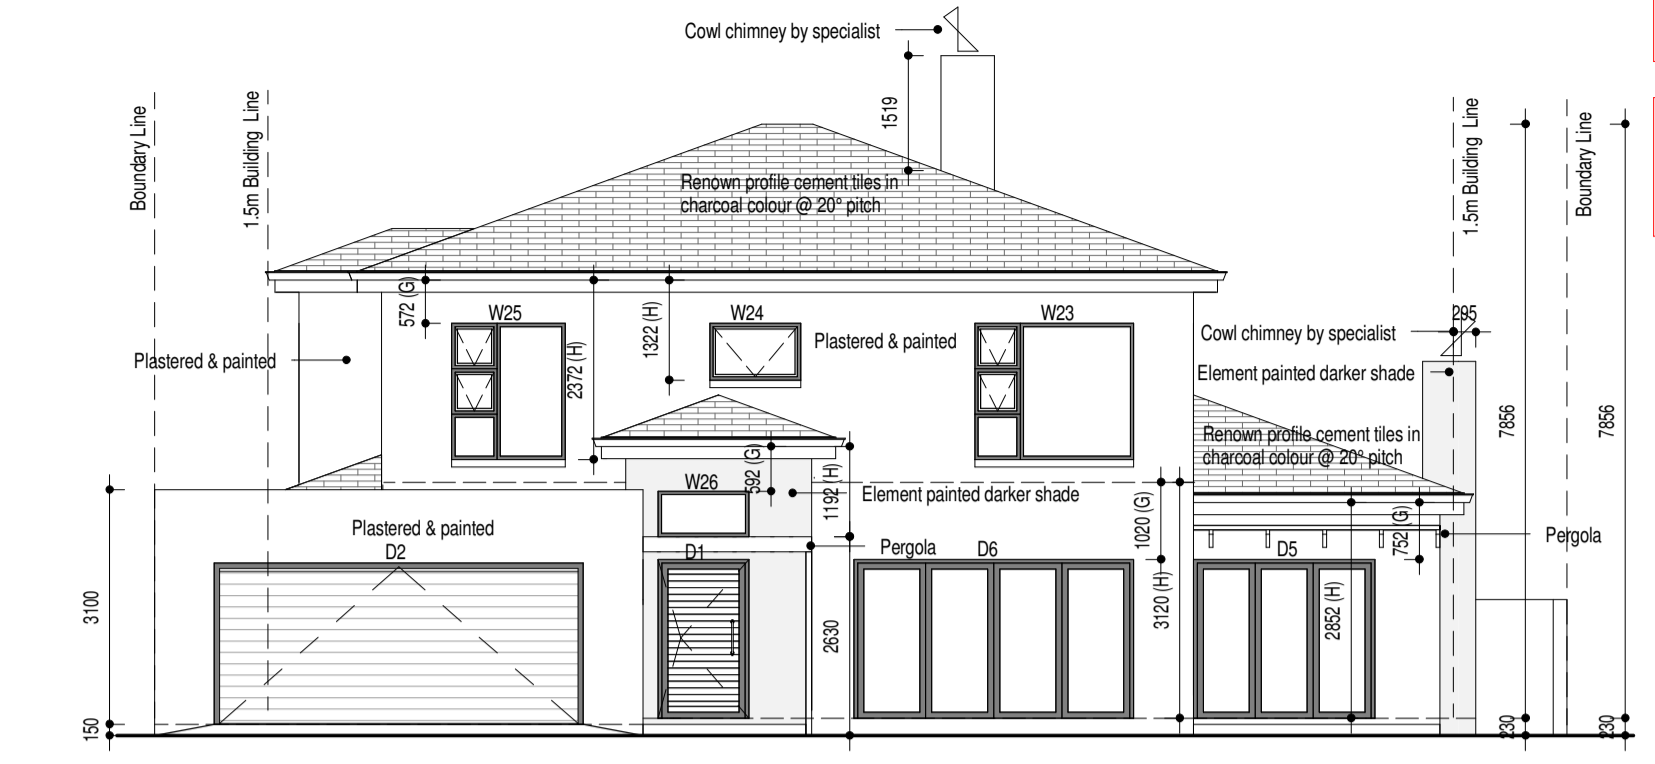 Cowl chimney by specialist
1519
Boundary Line
1.5m Building Line
1.5m Building Line
Boundary Line
Renown profile cement tiles in
charcoal colour @ 20° pitch
572 (G)
W25
2372 (H)
1322 (H)
W24
Plastered & painted
W23
295
Cowl chimney by specialist
Plastered & painted
Element painted darker shade
7856
7856
Renown profile cement tiles in
charcoal colour @ 20° pitch
592 (G)
W26
1192 (H)
Element painted darker shade
1020 (G)
752 (G)
Plastered & painted
D2
D1
Pergola
D6
D5
Pergola
3100
2630
3120 (H)
2852 (H)
150
230
230